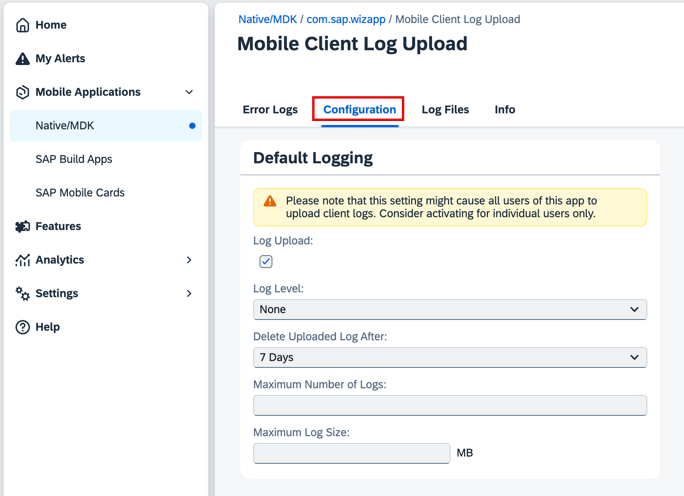 Home
My Alerts
Mobile Applications
Native/MDK
SAP Build Apps
SAP Mobile Cards
Features
Analytics
Settings
Help
Native/MDK / com.sap.wizapp / Mobile Client Log Upload
Mobile Client Log Upload
Error Logs Configuration Log Files Info
Default Logging
Please note that this setting might cause all users of this app to
upload client logs. Consider activating for individual users only.
Log Upload:
Log Level:
None
Delete Uploaded Log After:
7 Days
Maximum Number of Logs:
Maximum Log Size:
MB